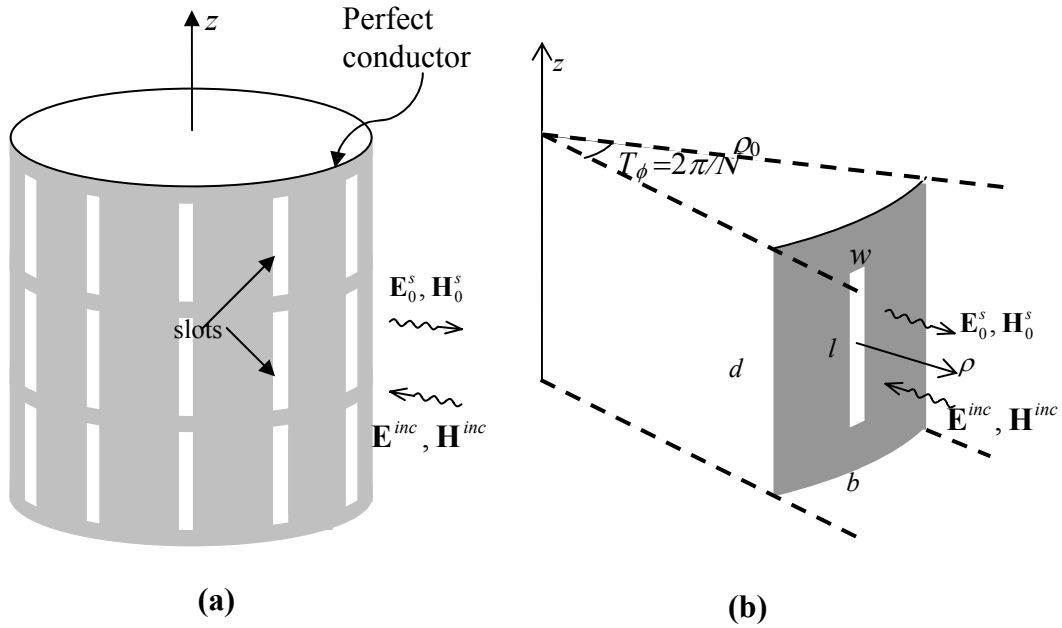 z
Perfect
conductor
slots
E₀ˢ, H₀ˢ
Eⁱⁿᶜ, Hⁱⁿᶜ
(a)
z
ρ₀
T_ϕ=2π/N
w
l
d
b
E₀ˢ, H₀ˢ
ρ
Eⁱⁿᶜ, Hⁱⁿᶜ
(b)